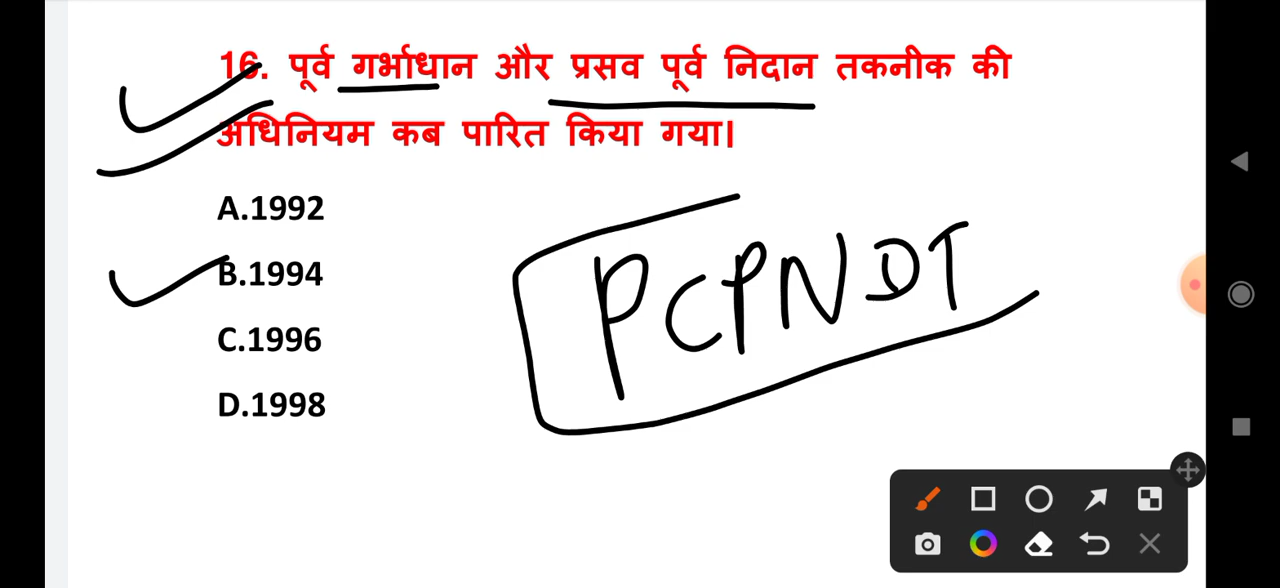 16. पूर्व गर्भाधान और प्रसव पूर्व निदान तकनीक की
अधिनियम कब पारित किया गया।
A.1992
B.1994
C.1996
D.1998
PCPNDT